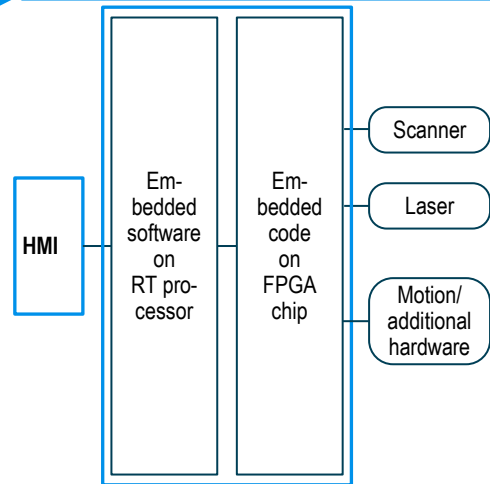 HMI
Em-
bedded
software
on
RT pro-
cessor
Em-
bedded
code
on
FPGA
chip
Scanner
Laser
Motion/
additional
hardware